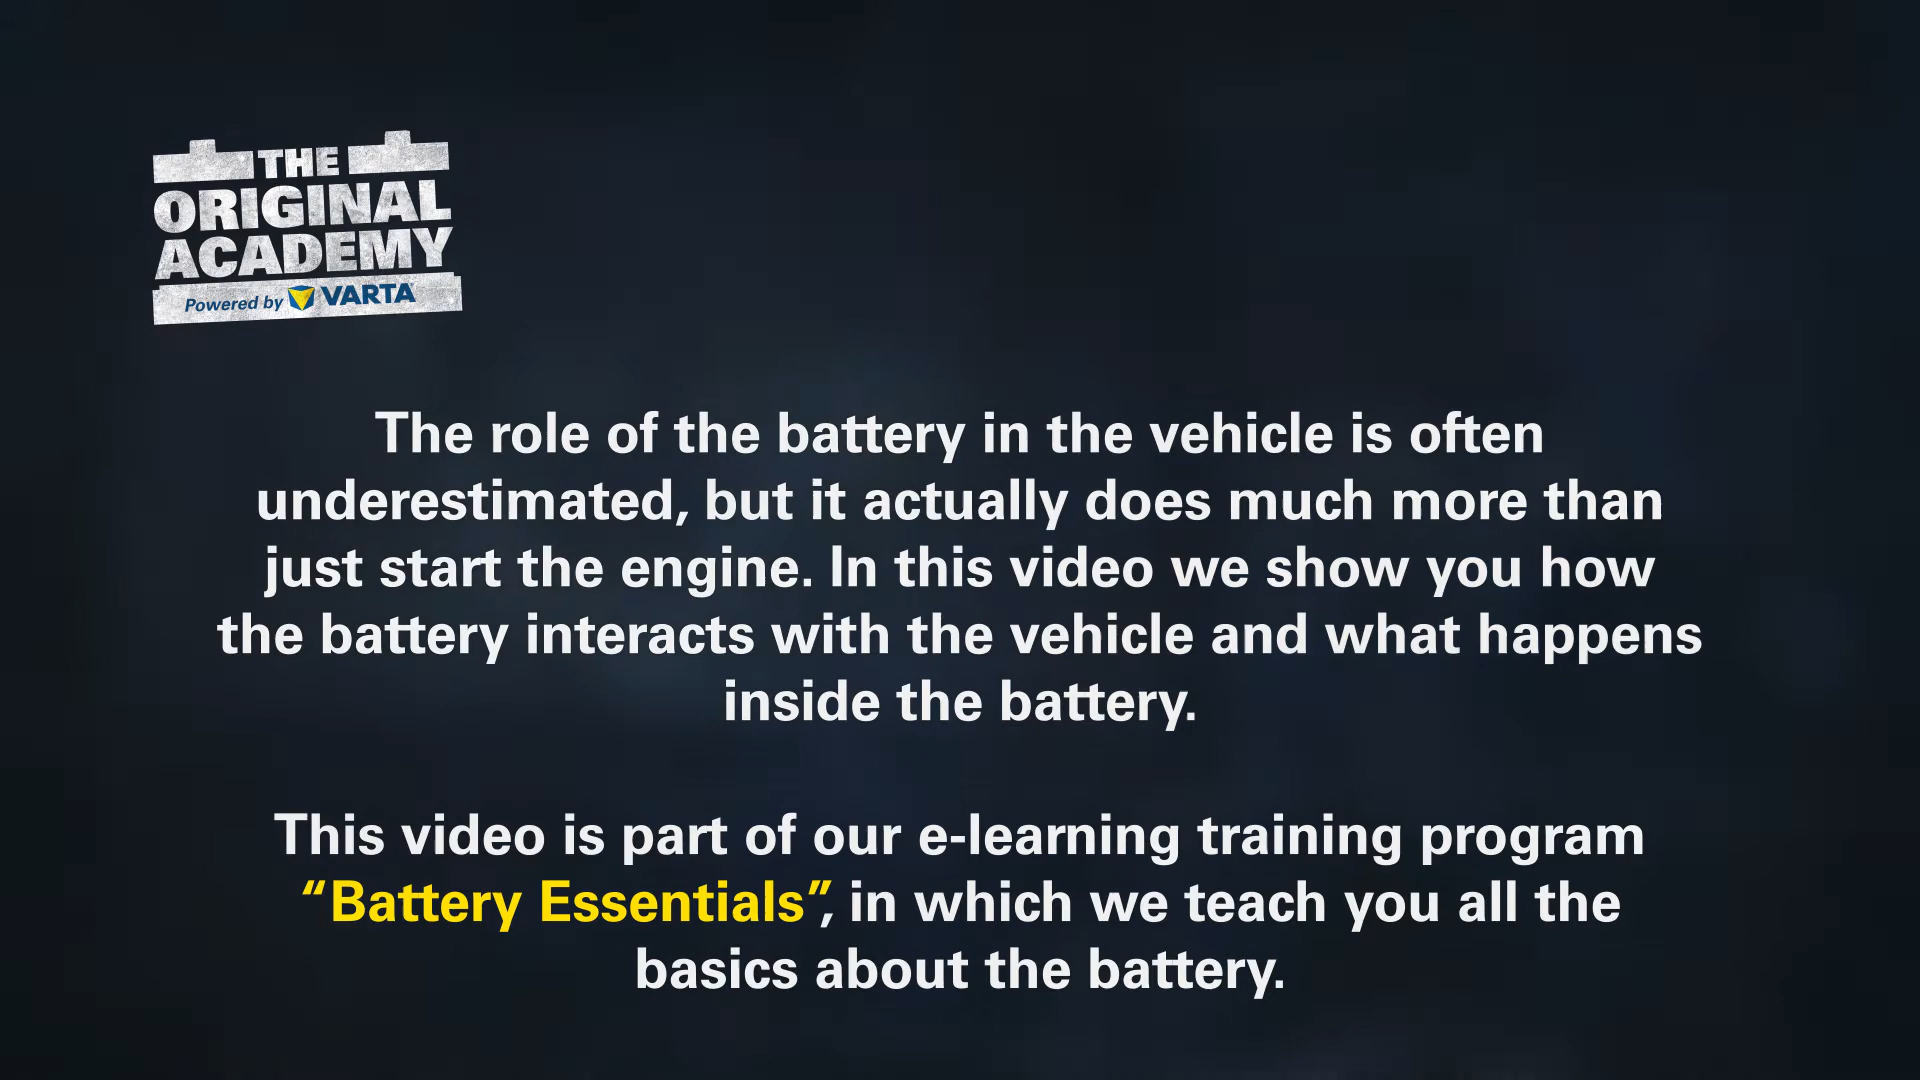 THE
ORIGINAL
ACADEMY
Powered by VARTA
The role of the battery in the vehicle is often
underestimated, but it actually does much more than
just start the engine. In this video we show you how
the battery interacts with the vehicle and what happens
inside the battery.
This video is part of our e-learning training program
“Battery Essentials”, in which we teach you all the
basics about the battery.